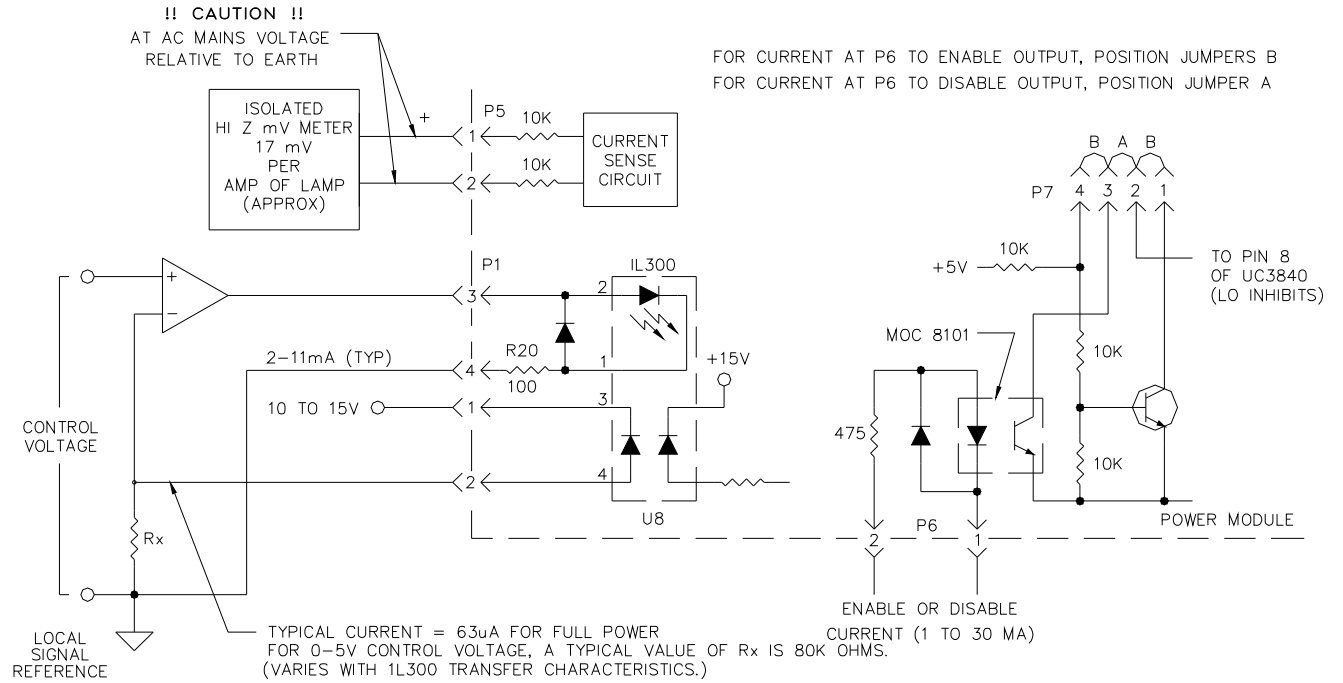 !! CAUTION !!
AT AC MAINS VOLTAGE
RELATIVE TO EARTH
FOR CURRENT AT P6 TO ENABLE OUTPUT, POSITION JUMPERS B
FOR CURRENT AT P6 TO DISABLE OUTPUT, POSITION JUMPER A
ISOLATED
HI Z mV METER
17 mV
PER
AMP OF LAMP
(APPROX)
+
P5
1
10K
2
10K
CURRENT
SENSE
CIRCUIT
B A B
P7
4 3 2 1
10K
+5V
TO PIN 8
OF UC3840
(LO INHIBITS)
+
−
P1
3
IL300
2
2−11mA (TYP)
4
R20
100
1
+15V
10 TO 15V
1
3
CONTROL
VOLTAGE
2
4
U8
Rx
MOC 8101
10K
475
10K
P6
2
1
POWER MODULE
ENABLE OR DISABLE
CURRENT (1 TO 30 MA)
LOCAL
SIGNAL
REFERENCE
TYPICAL CURRENT = 63uA FOR FULL POWER
FOR 0−5V CONTROL VOLTAGE, A TYPICAL VALUE OF Rx IS 80K OHMS.
(VARIES WITH 1L300 TRANSFER CHARACTERISTICS.)